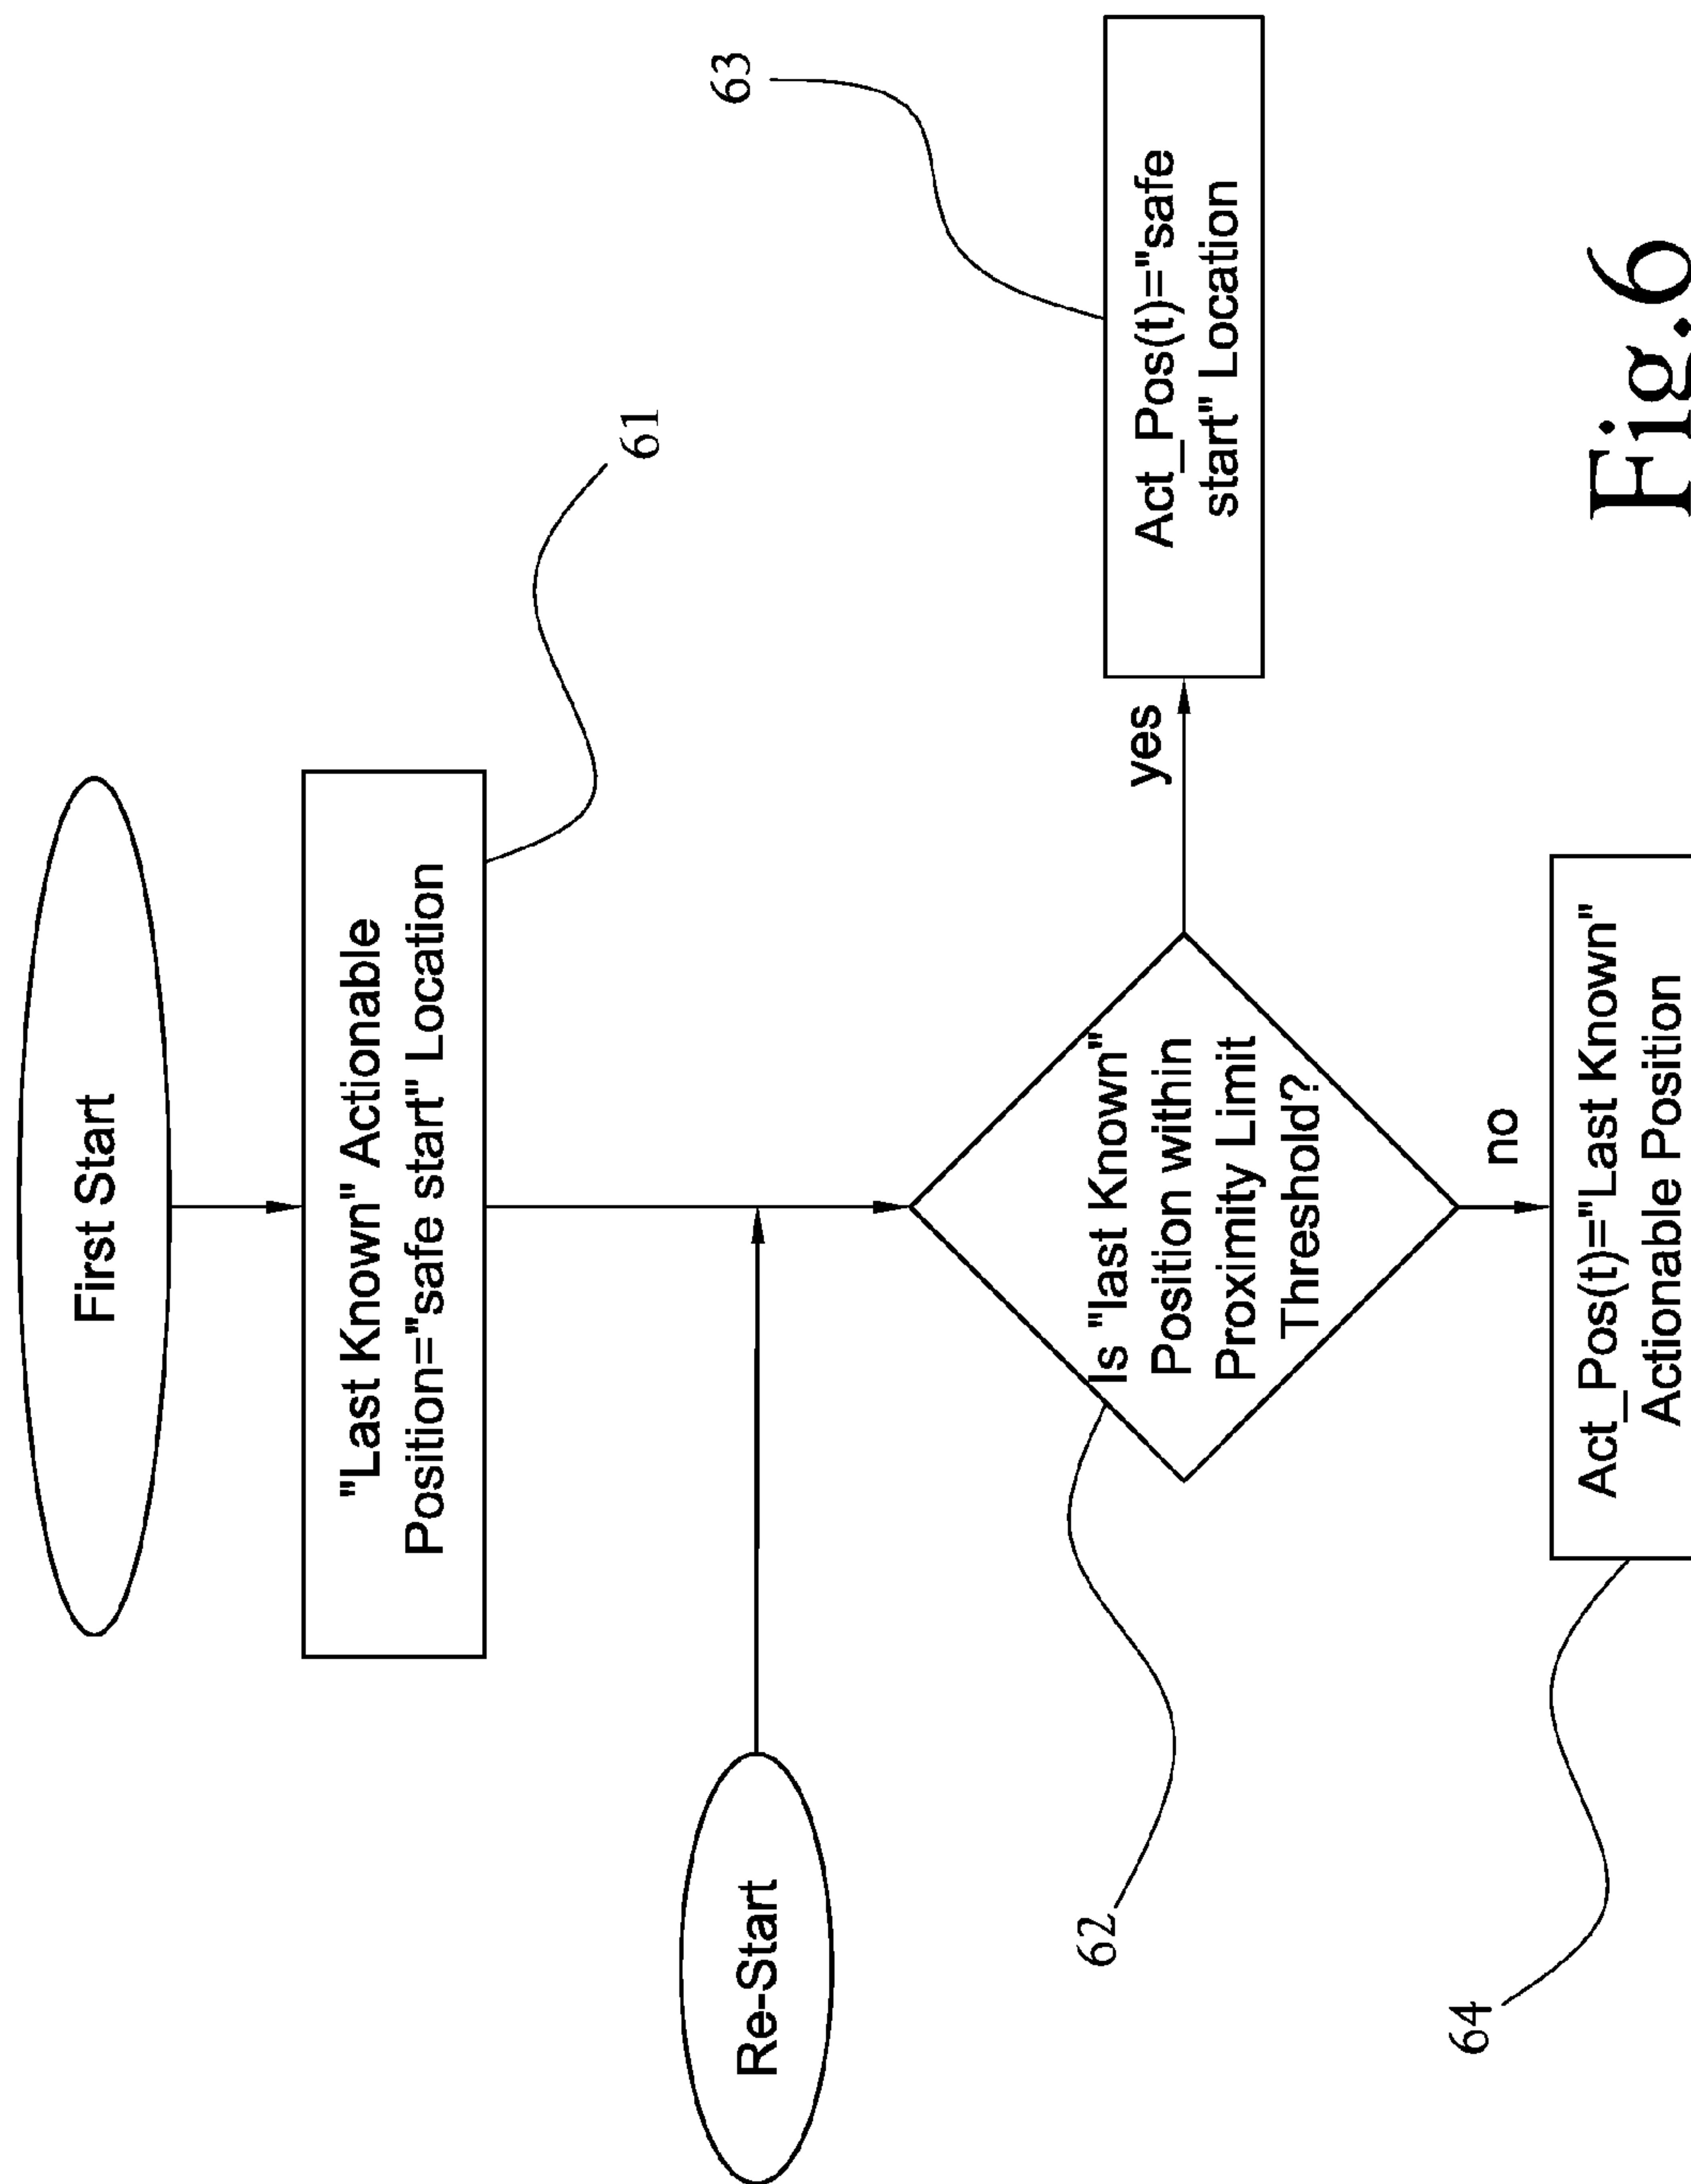 First Start
"Last Known" Actionable
Position="safe start" Location
61
Re-Start
62
Is "last Known"
Position within
Proximity Limit
Threshold?
yes
63
Act_Pos(t)="safe
start" Location
no
64
Act_Pos(t)="Last Known"
Actionable Position
Fig.6